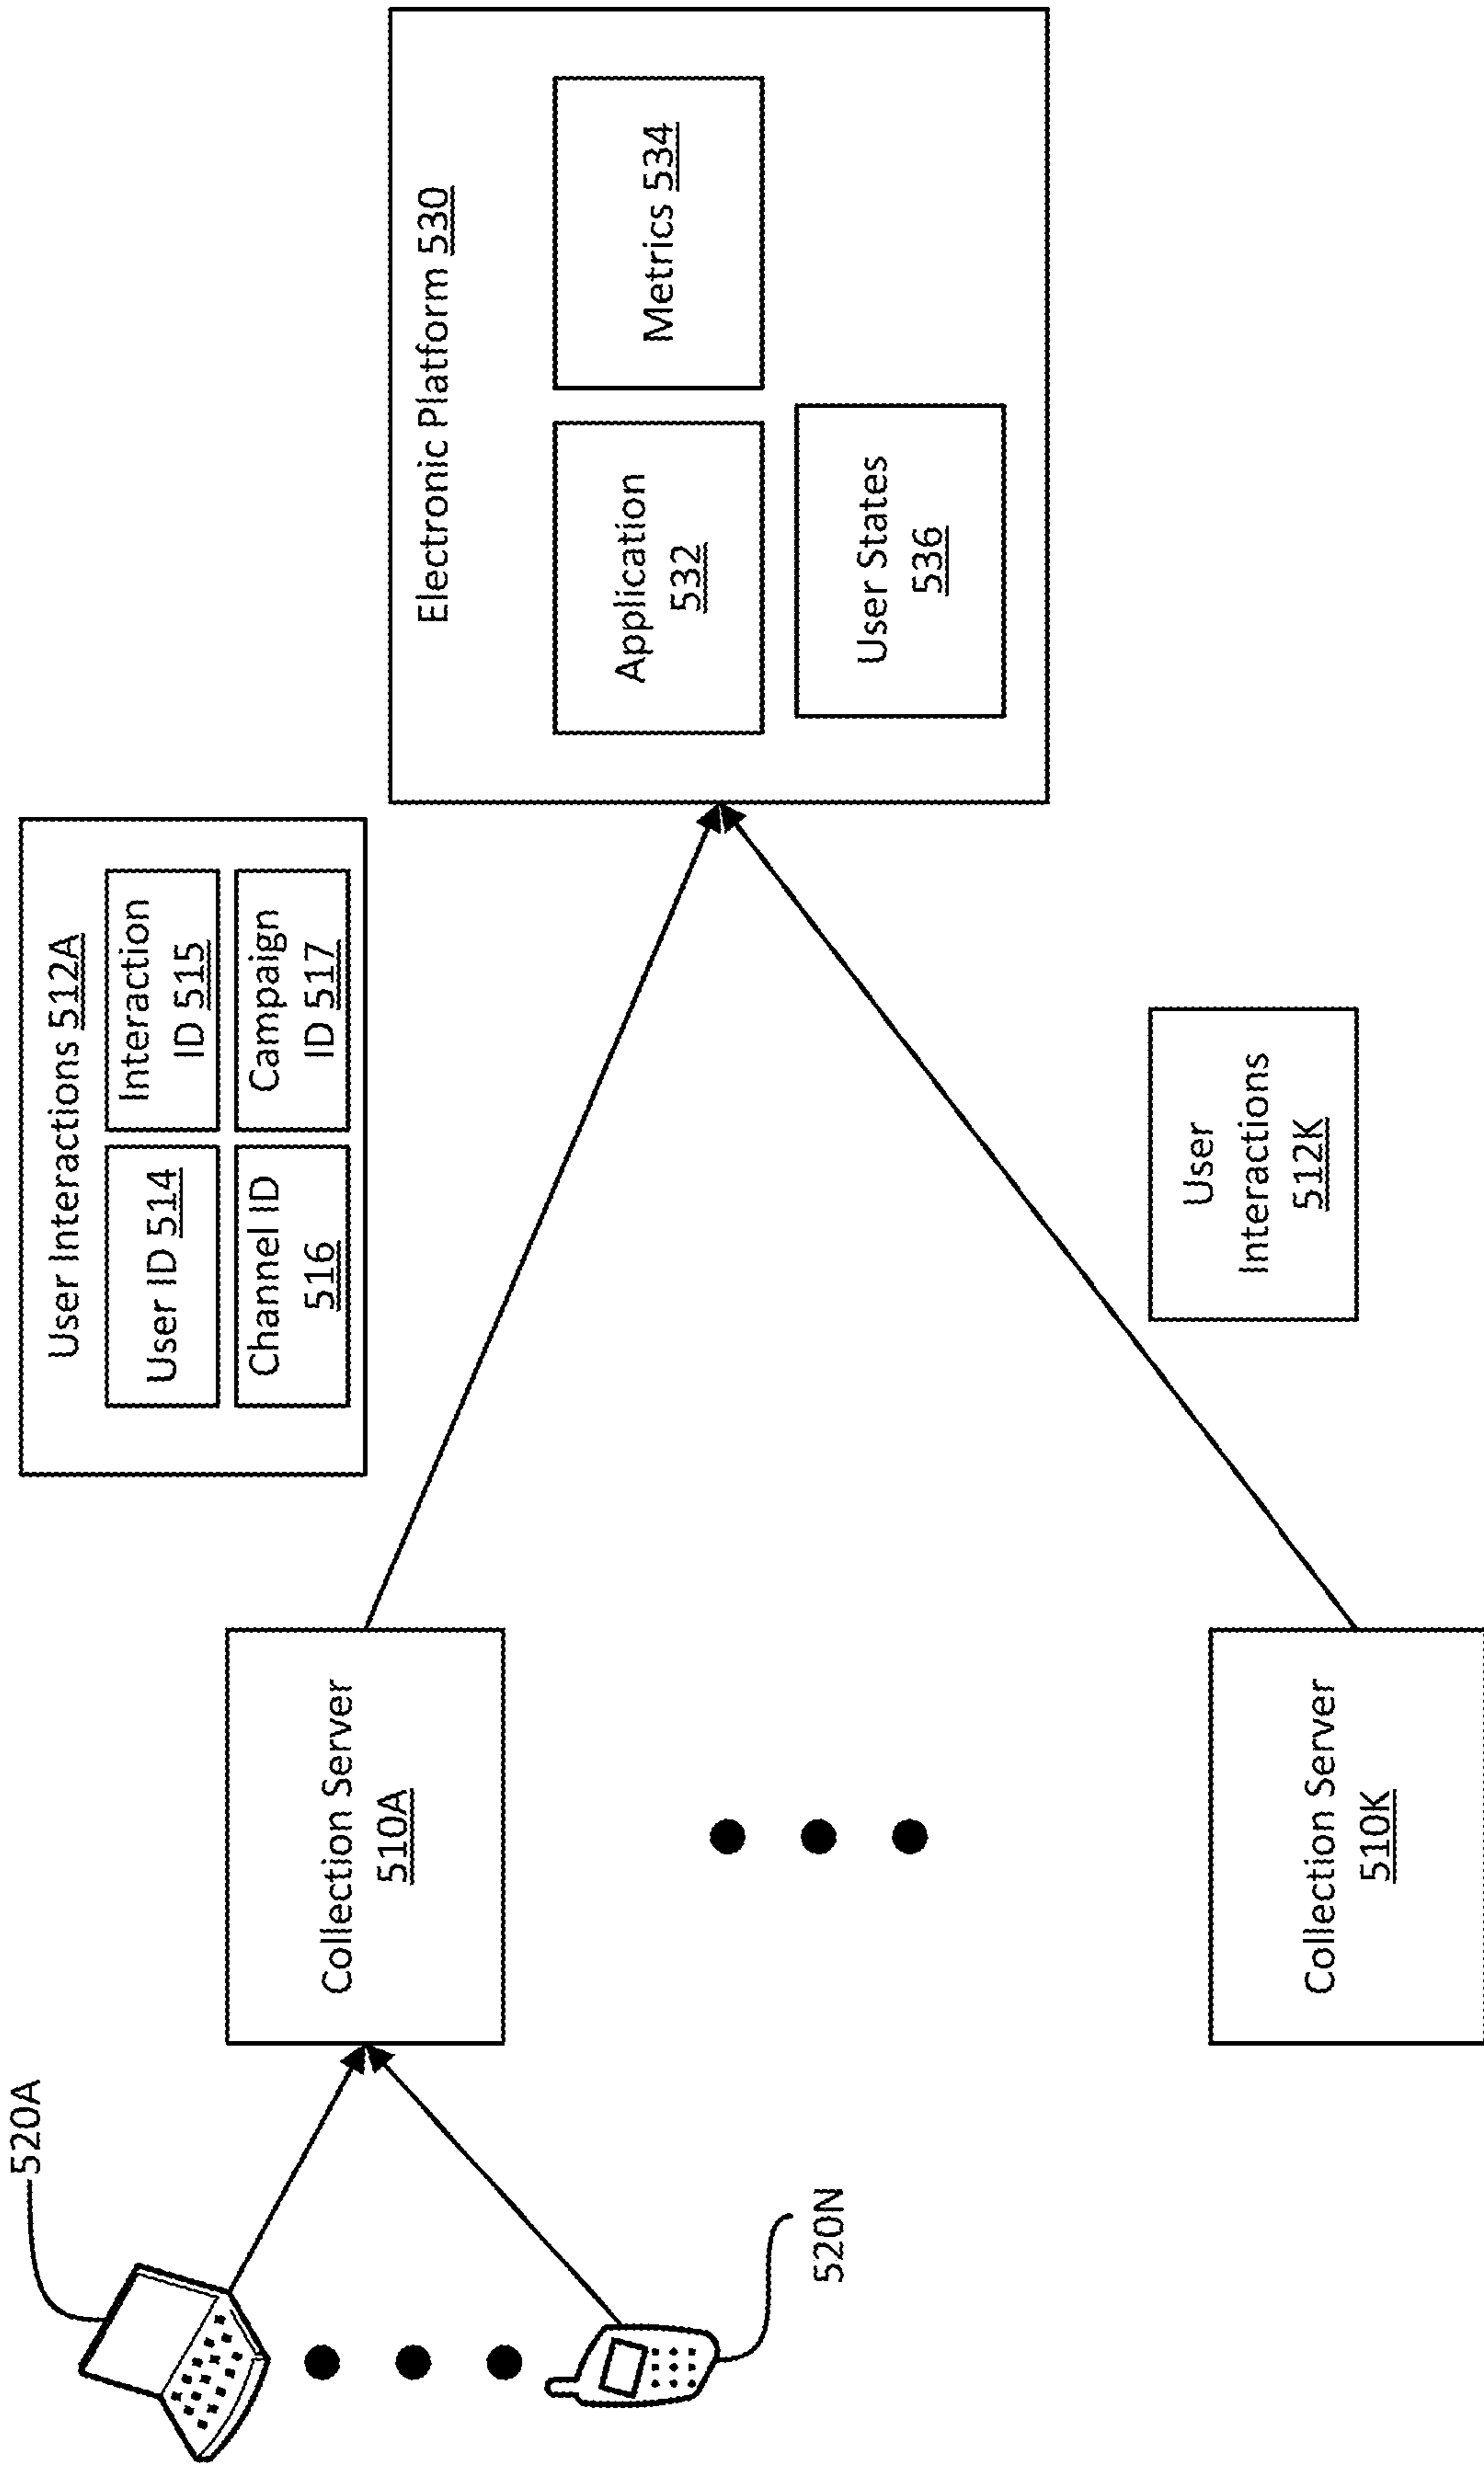 520A
520N
Collection Server
510A
Collection Server
510K
User Interactions 512A
User ID 514
Interaction
ID 515
Channel ID
516
Campaign
ID 517
User
Interactions
512K
Electronic Platform 530
Application
532
Metrics 534
User States
536